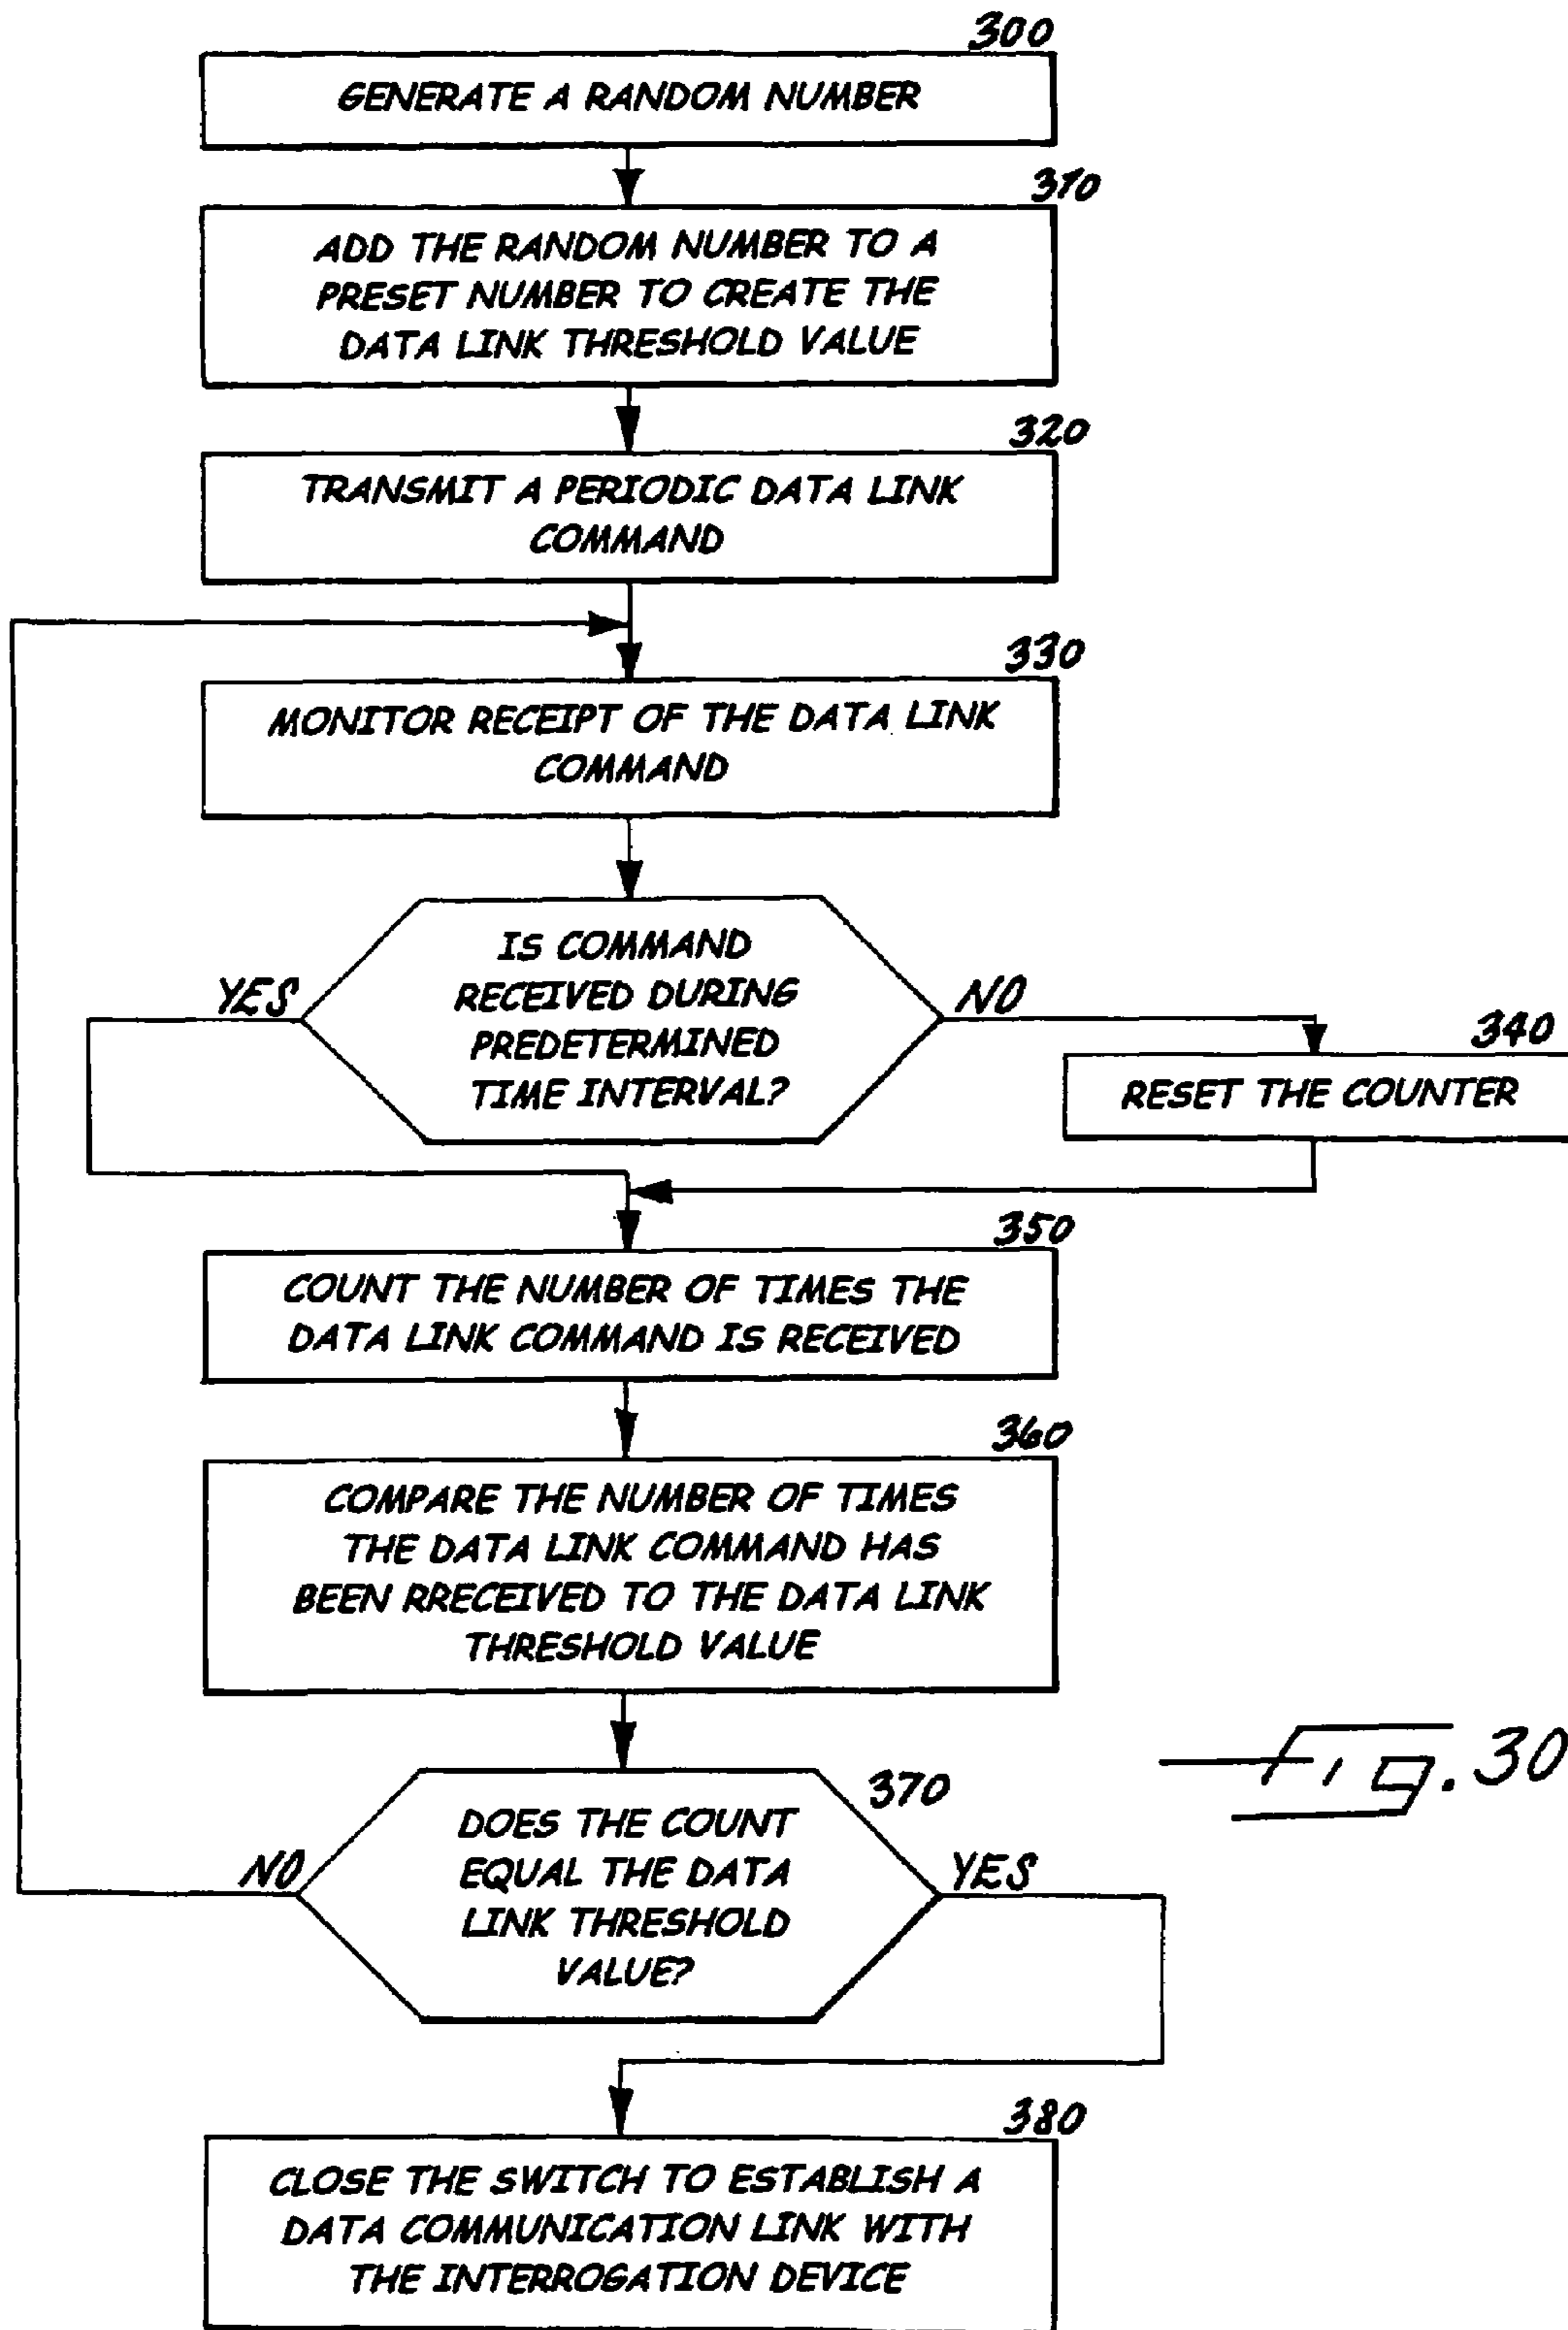 300
GENERATE A RANDOM NUMBER
310
ADD THE RANDOM NUMBER TO A
PRESET NUMBER TO CREATE THE
DATA LINK THRESHOLD VALUE
320
TRANSMIT A PERIODIC DATA LINK
COMMAND
330
MONITOR RECEIPT OF THE DATA LINK
COMMAND
IS COMMAND
RECEIVED DURING
PREDETERMINED
TIME INTERVAL?
YES
NO
340
RESET THE COUNTER
350
COUNT THE NUMBER OF TIMES THE
DATA LINK COMMAND IS RECEIVED
360
COMPARE THE NUMBER OF TIMES
THE DATA LINK COMMAND HAS
BEEN RRECEIVED TO THE DATA LINK
THRESHOLD VALUE
370
DOES THE COUNT
EQUAL THE DATA
LINK THRESHOLD
VALUE?
NO
YES
Fig. 30
380
CLOSE THE SWITCH TO ESTABLISH A
DATA COMMUNICATION LINK WITH
THE INTERROGATION DEVICE